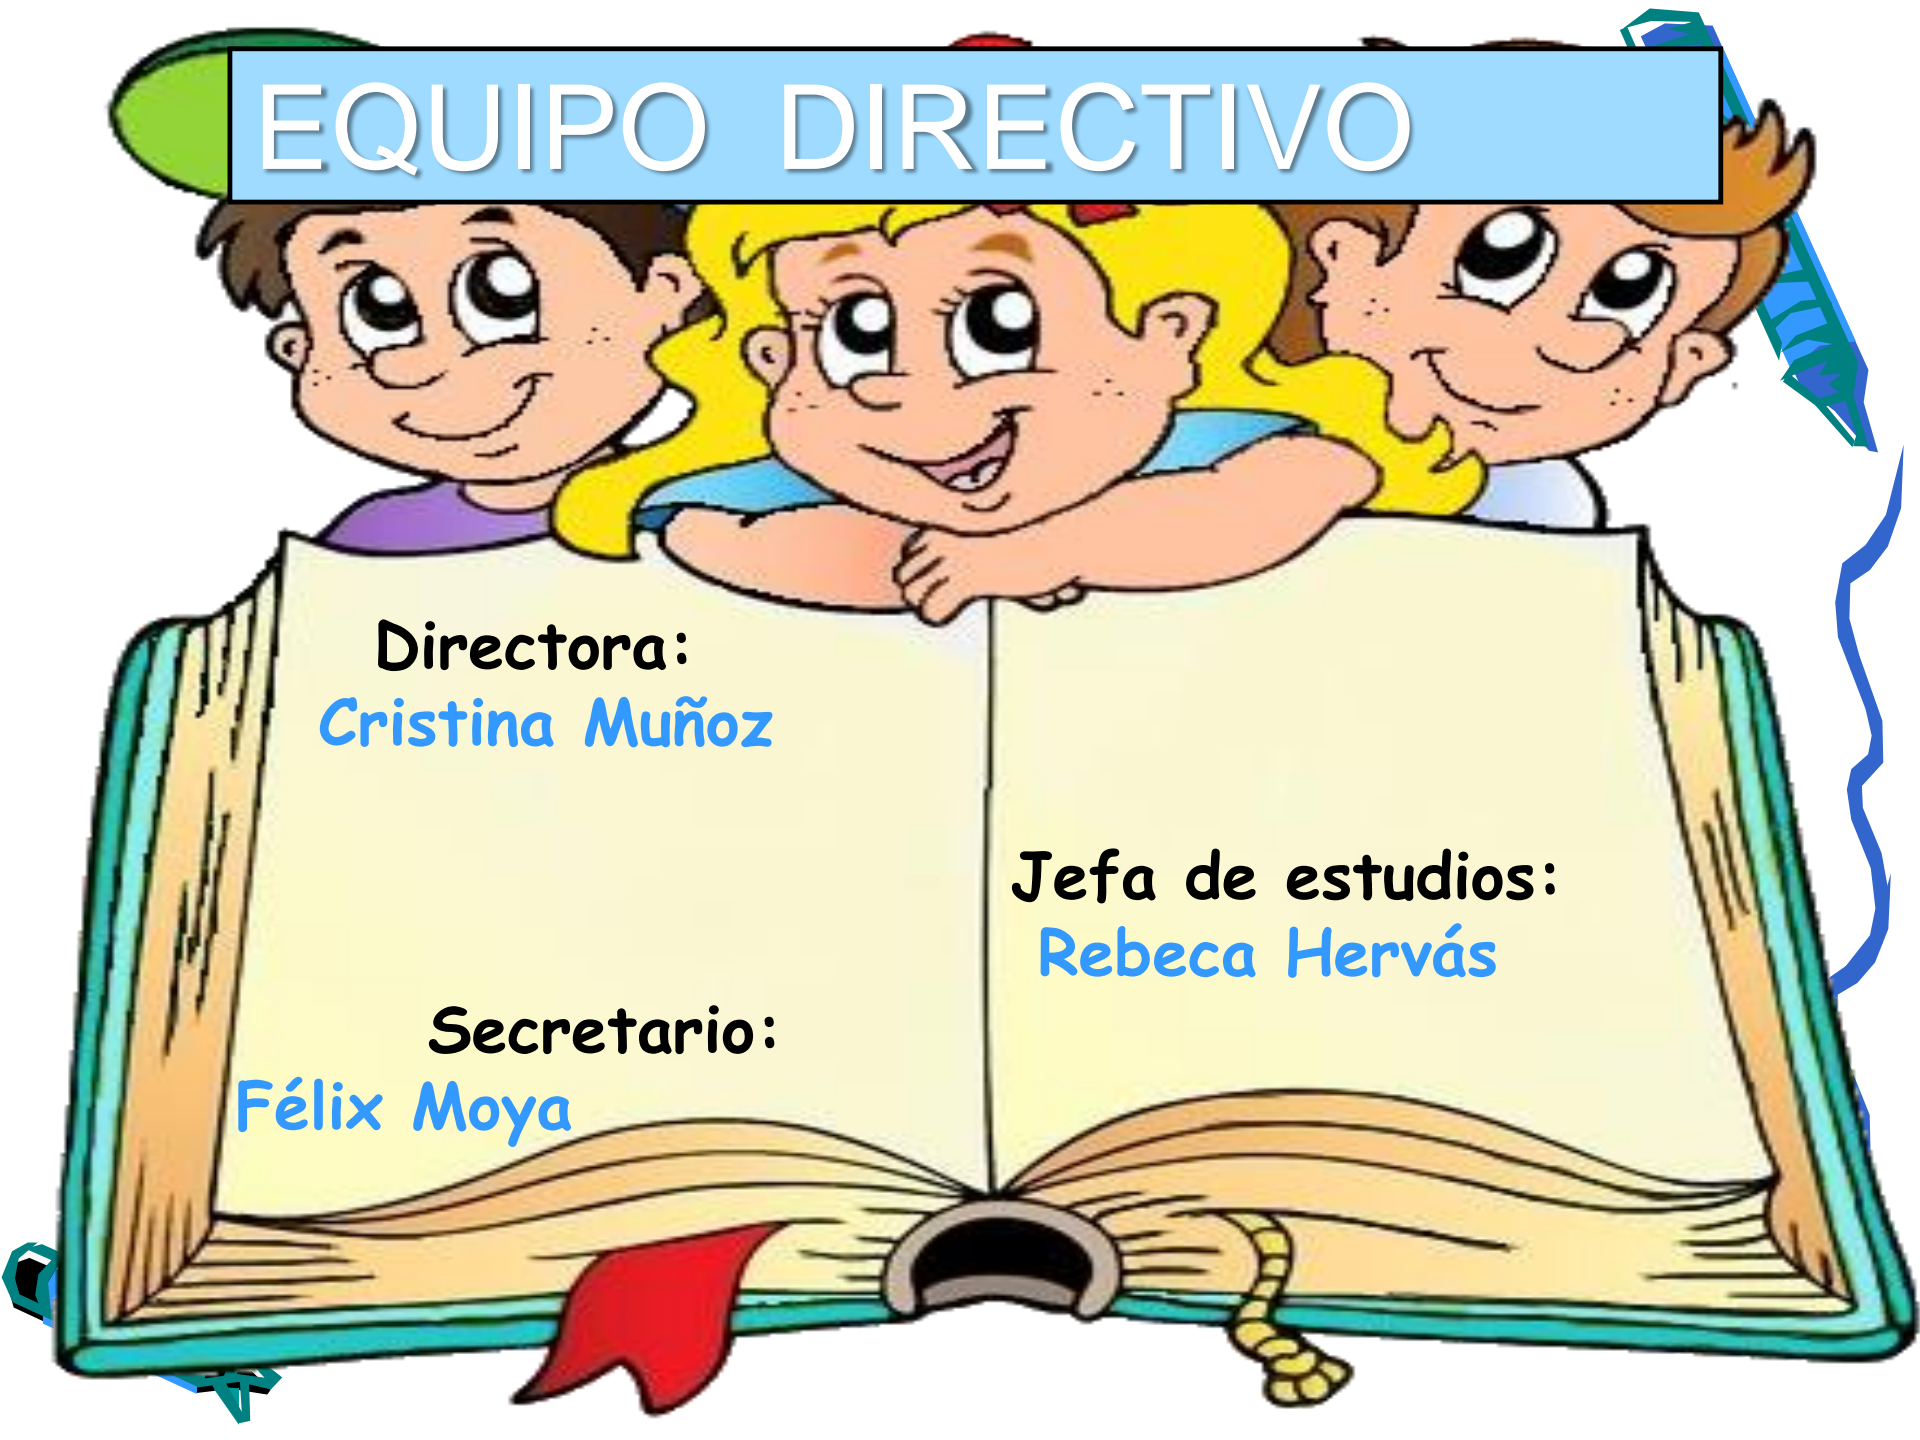 EQUIPO DIRECTIVO
Directora:
Cristina Muñoz
Secretario:
Félix Moya
Jefa de estudios:
Rebeca Hervás